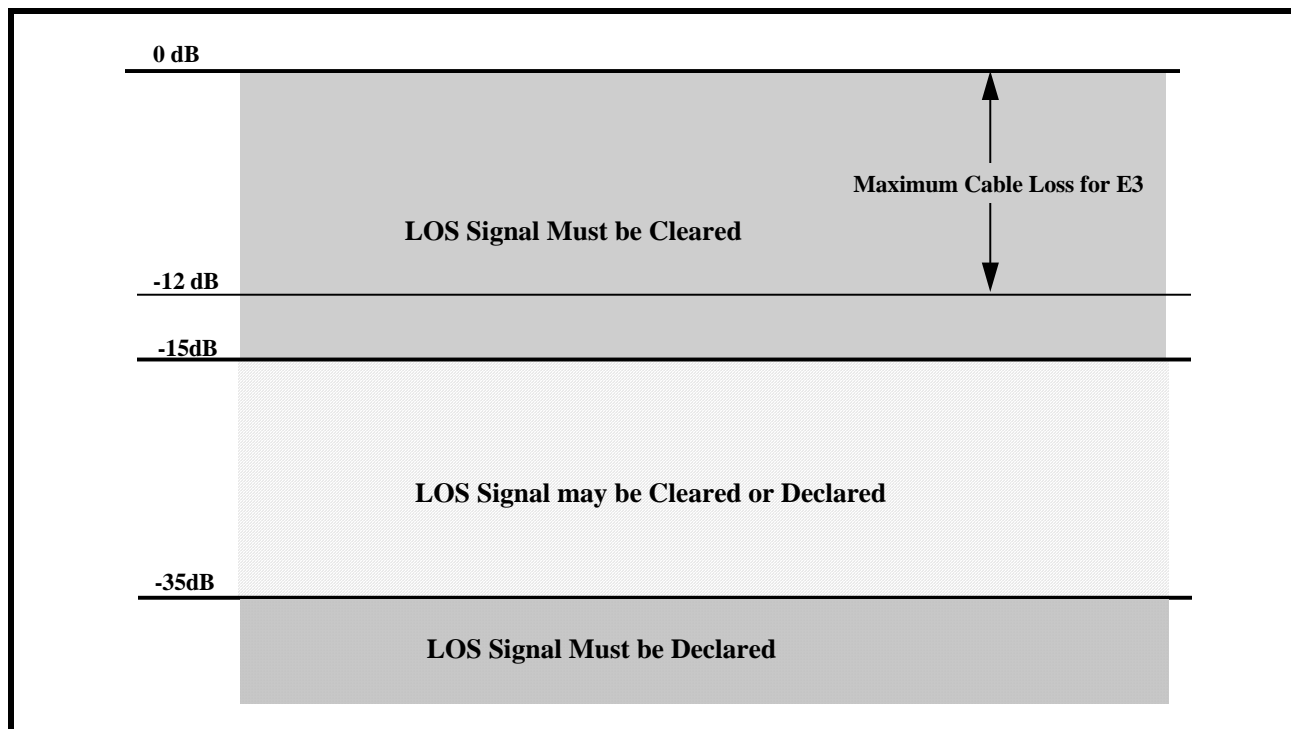 0 dB
Maximum Cable Loss for E3
LOS Signal Must be Cleared
-12 dB
-15dB
LOS Signal may be Cleared or Declared
-35dB
LOS Signal Must be Declared